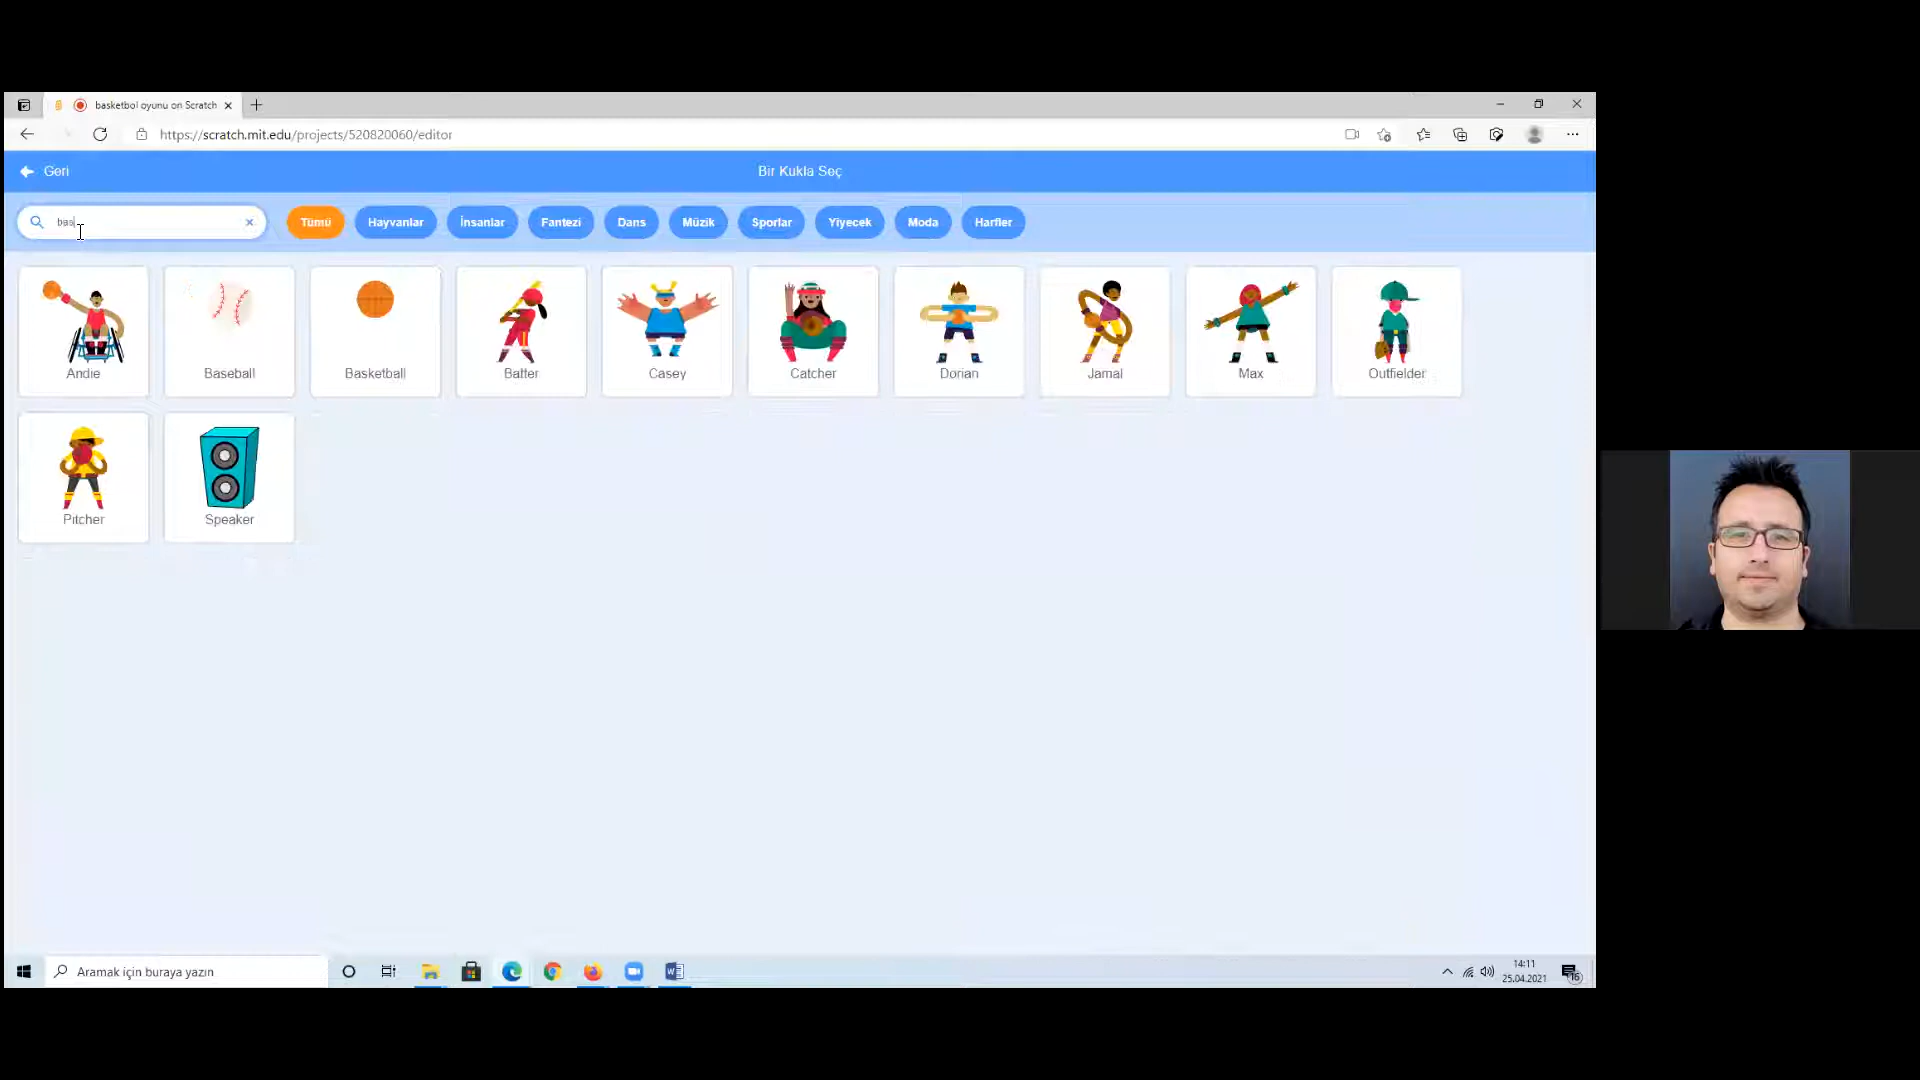 basketbol oyunu on Scratch
https://scratch.mit.edu/projects/520820060/editor
Geri
Bir Kukla Seç
bas
Tümü Hayvanlar İnsanlar Fantezi Dans Müzik Sporlar Yiyecek Moda Harfler
Andie Baseball Basketball Batter Casey Catcher Dorian Jamal Max Outfielder
Pitcher Speaker
Aramak için buraya yazın
14:11
25.04.2021
16